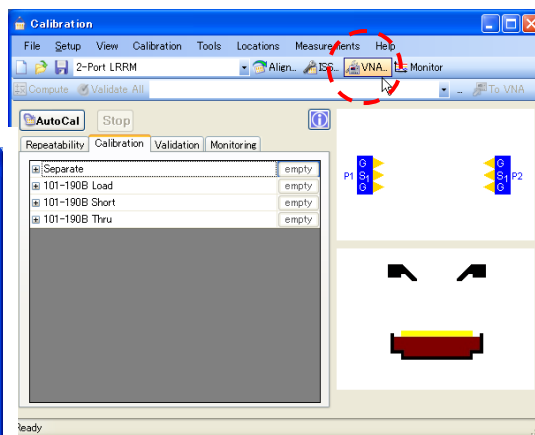 Calibration
File Setup View Calibration Tools Locations Measurements Help
2-Port LRRM Align.. ISS.. VNA.. Monitor
Compute Validate All .. To VNA
AutoCal Stop
Repeatability Calibration Validation Monitoring
Separate empty
101-190B Load empty
101-190B Short empty
101-190B Thru empty
P1 G S1 G
G S1 G P2
Ready